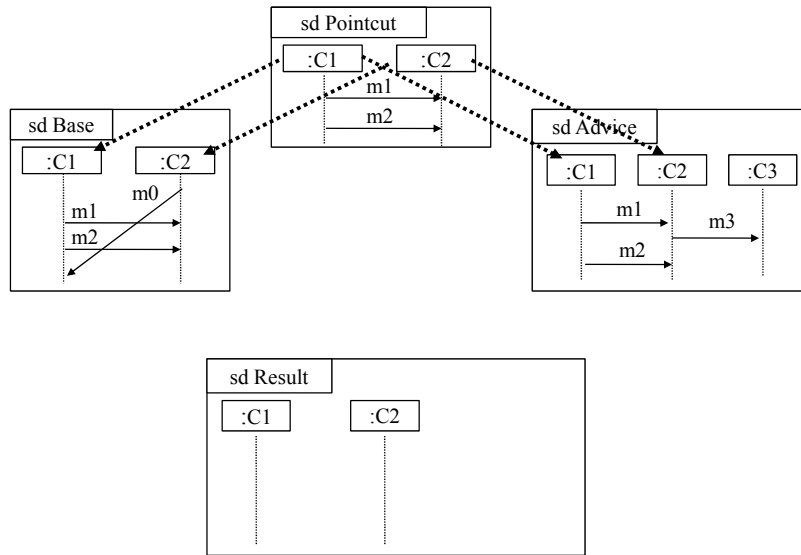 sd Pointcut
:C1
:C2
m1
m2
sd Base
:C1
:C2
m0
m1
m2
sd Advice
:C1
:C2
:C3
m1
m3
m2
sd Result
:C1
:C2